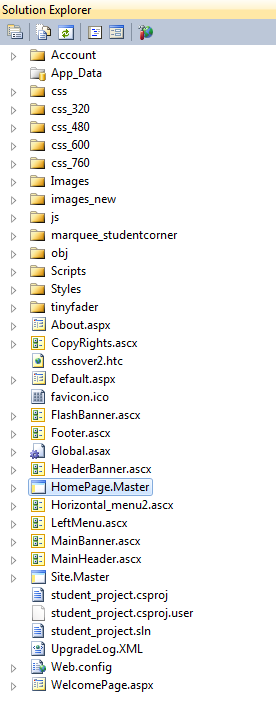 Solution Explorer
Account
App_Data
css
css_320
css_480
css_600
css_760
Images
images_new
js
marquee_studentcorner
obj
Scripts
Styles
tinyfader
About.aspx
CopyRights.ascx
csshover2.htc
Default.aspx
favicon.ico
FlashBanner.ascx
Footer.ascx
Global.asax
HeaderBanner.ascx
HomePage.Master
Horizontal_menu2.ascx
LeftMenu.ascx
MainBanner.ascx
MainHeader.ascx
Site.Master
student_project.csproj
student_project.csproj.user
student_project.sln
UpgradeLog.XML
Web.config
WelcomePage.aspx